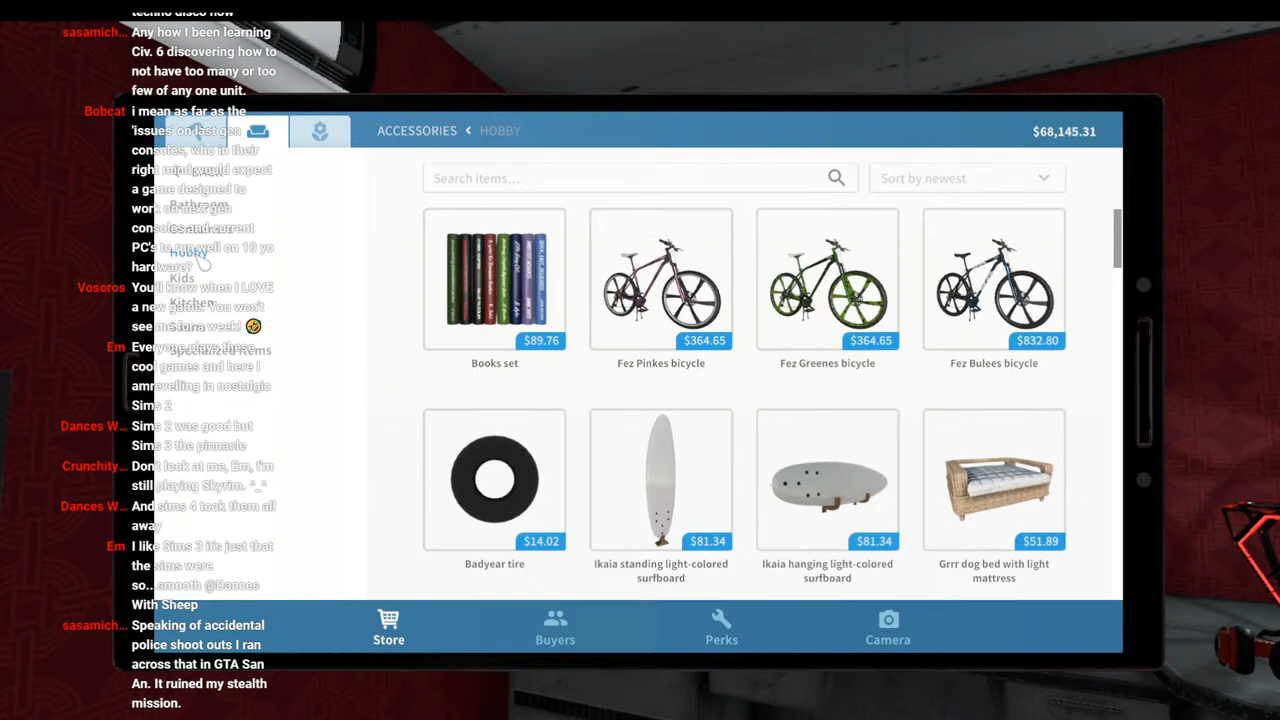 techno disco now
sasamich... Any how I been learning
Civ. 6 discovering how to
not have too many or too
few of any one unit.
Bobcat i mean as far as the
'issues' on last gen
consoles, who in their
right mind would expect
a game designed to
work on next gen
consoles and current
PC's to run well on 10 yo
hardware?
Vosoros You'll know when I LOVE
a new game. You won't
see me for a week! 🤣
Em Everyone plays these
cool games and here I
amrevelling in nostalgic
Sims 2
Dances W... Sims 2 was good but
Sims 3 the pinnacle
Crunchity... Don't look at me, Em, I'm
still playing Skyrim. ^_^
Dances W... And sims 4 took them all
away
Em I like Sims 3 it's just that
the sims were
so...smooth @Dances
With Sheep
sasamich... Speaking of accidental
police shoot outs I ran
across that in GTA San
An. It ruined my stealth
mission.
ACCESSORIES < HOBBY
$68,145.31
Bathroom
Hobby
Kids
Kitchen
Specialized items
Search items...
Sort by newest
$89.76
Books set
$364.65
Fez Pinkes bicycle
$364.65
Fez Greenes bicycle
$832.80
Fez Bulees bicycle
$14.02
Badyear tire
$81.34
Ikaia standing light-colored
surfboard
$81.34
Ikaia hanging light-colored
surfboard
$51.89
Grrr dog bed with light
mattress
Store
Buyers
Perks
Camera